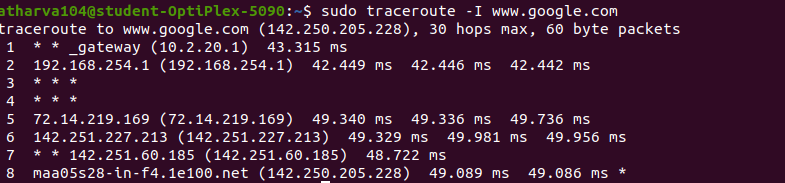 atharva104@student-OptiPlex-5090:~$ sudo traceroute -I www.google.com
traceroute to www.google.com (142.250.205.228), 30 hops max, 60 byte packets
 1  * * _gateway (10.2.20.1)  43.315 ms
 2  192.168.254.1 (192.168.254.1)  42.449 ms  42.446 ms  42.442 ms
 3  * * *
 4  * * *
 5  72.14.219.169 (72.14.219.169)  49.340 ms  49.336 ms  49.736 ms
 6  142.251.227.213 (142.251.227.213)  49.329 ms  49.981 ms  49.956 ms
 7  * * 142.251.60.185 (142.251.60.185)  48.722 ms
 8  maa05s28-in-f4.1e100.net (142.250.205.228)  49.089 ms  49.086 ms *